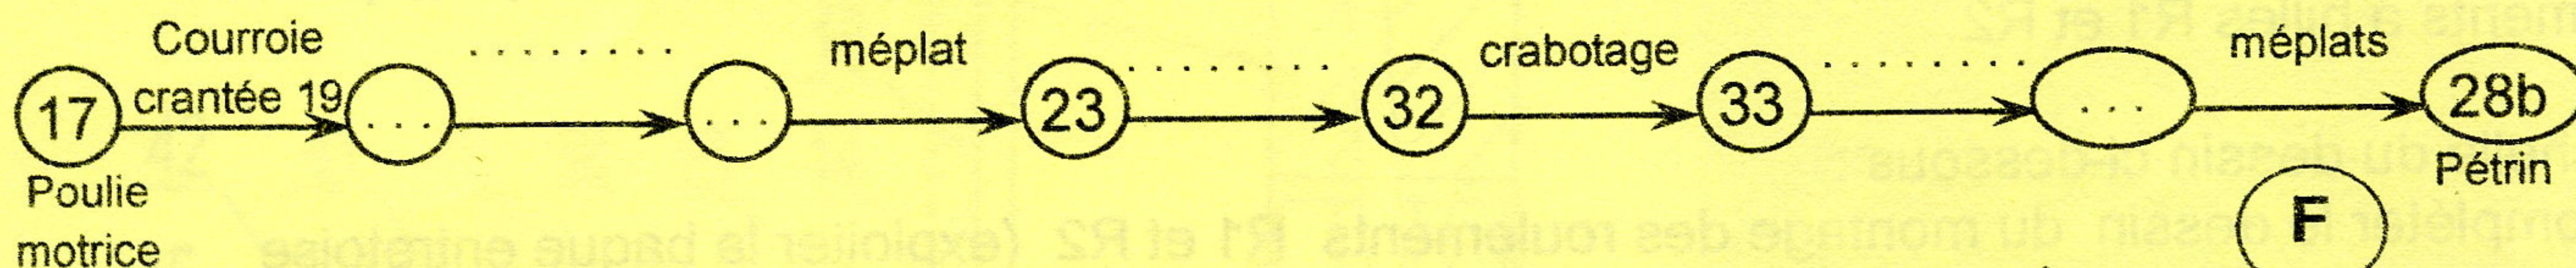 Courroie ........ méplat ........ crabotage ........ méplats
17 crantée 19 ... ... 23 32 33 ... 28b
Poulie Pétrin
motrice F